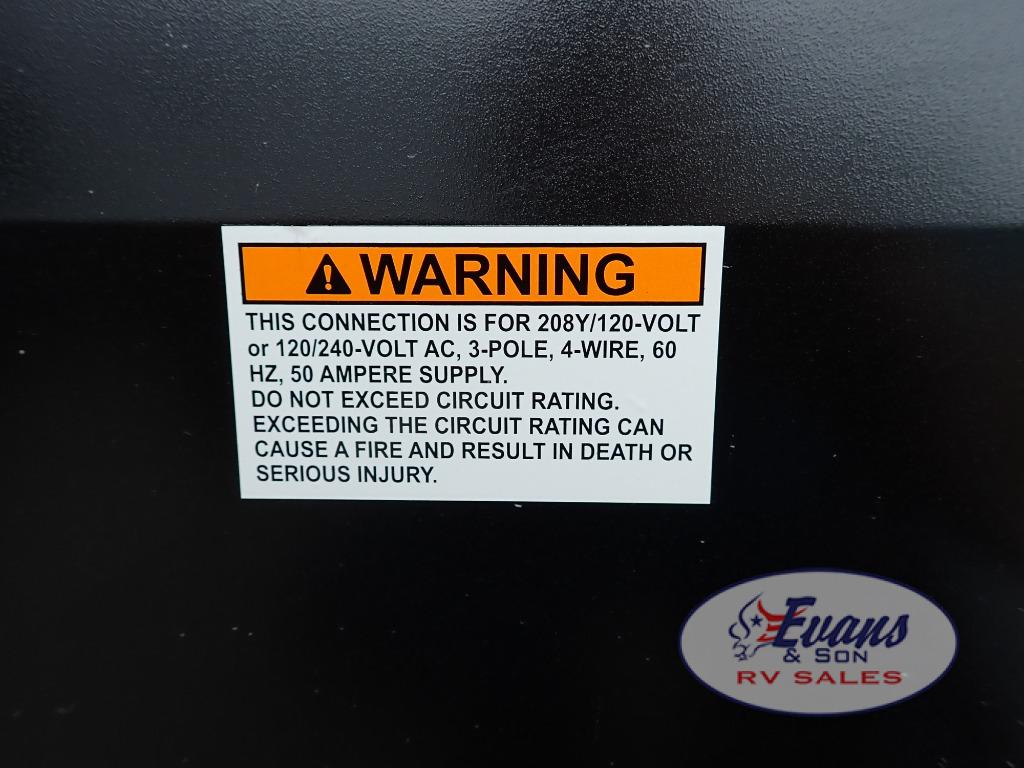 WARNING
THIS CONNECTION IS FOR 208Y/120-VOLT
or 120/240-VOLT AC, 3-POLE, 4-WIRE, 60
HZ, 50 AMPERE SUPPLY.
DO NOT EXCEED CIRCUIT RATING.
EXCEEDING THE CIRCUIT RATING CAN
CAUSE A FIRE AND RESULT IN DEATH OR
SERIOUS INJURY.
Evans
& SON
RV SALES